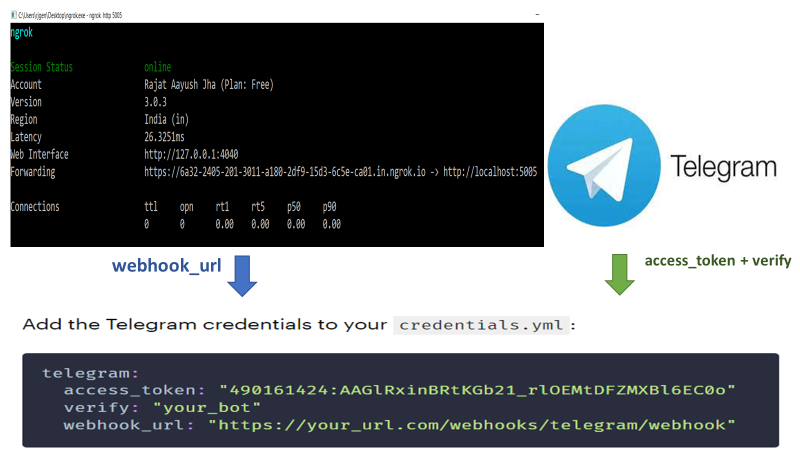 C:\Users\rjgen\Desktop\ngrok.exe - ngrok http 5005
ngrok
Session Status online
Account Rajat Aayush Jha (Plan: Free)
Version 3.0.3
Region India (in)
Latency 26.3251ms
Web Interface http://127.0.0.1:4040
Forwarding https://6a32-2405-201-3011-a180-2df9-15d3-6c5e-ca01.in.ngrok.io -> http://localhost:5005
Connections ttl opn rt1 rt5 p50 p90
0 0 0.00 0.00 0.00 0.00
Telegram
webhook_url
access_token + verify
Add the Telegram credentials to your credentials.yml:
telegram:
access_token: "490161424:AAGlRxinBRtKGb21_rlOEMtDFZMXBl6EC0o"
verify: "your_bot"
webhook_url: "https://your_url.com/webhooks/telegram/webhook"